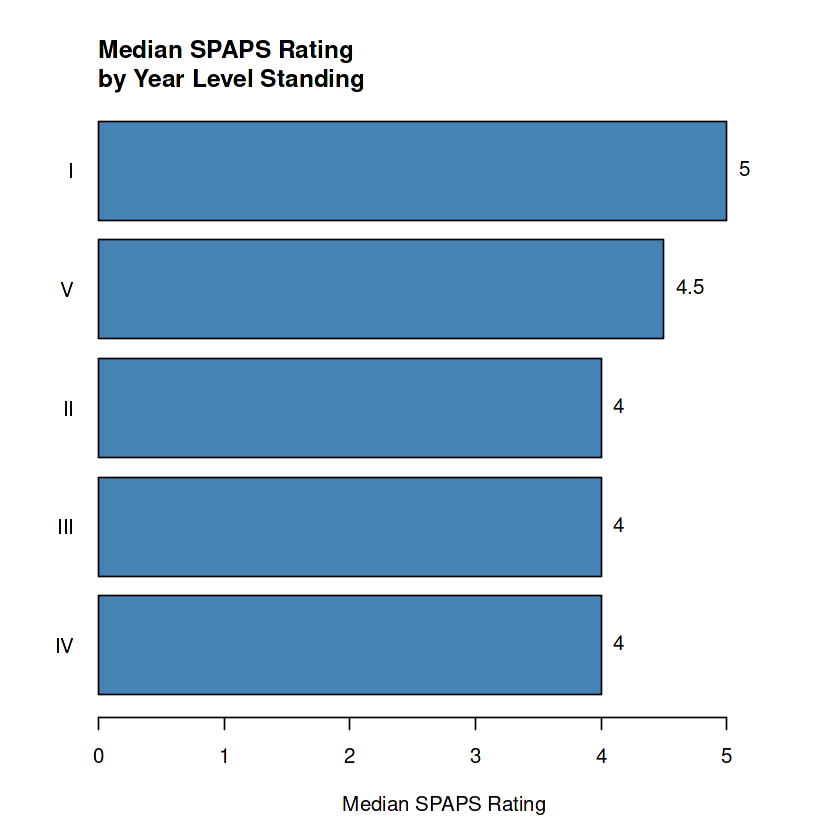 Median SPAPS Rating
by Year Level Standing
I
5
V
4.5
II
4
III
4
IV
4
0 1 2 3 4 5
Median SPAPS Rating